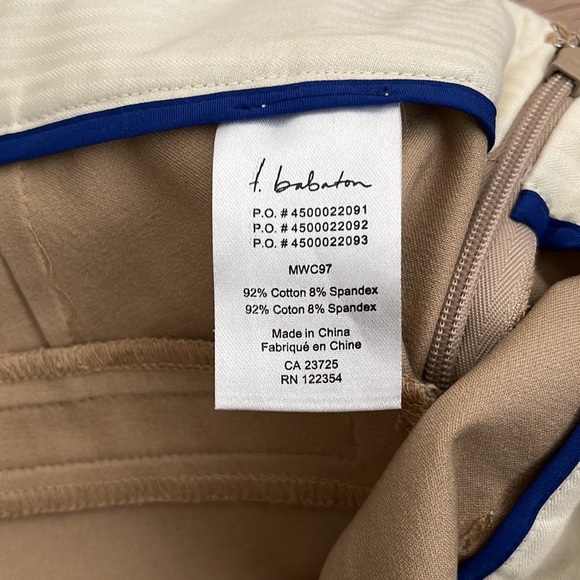 f. babaton
P.O. # 4500022091
P.O. # 4500022092
P.O. # 4500022093
MWC97
92% Cotton 8% Spandex
92% Coton 8% Spandex
Made in China
Fabriqué en Chine
CA 23725
RN 122354